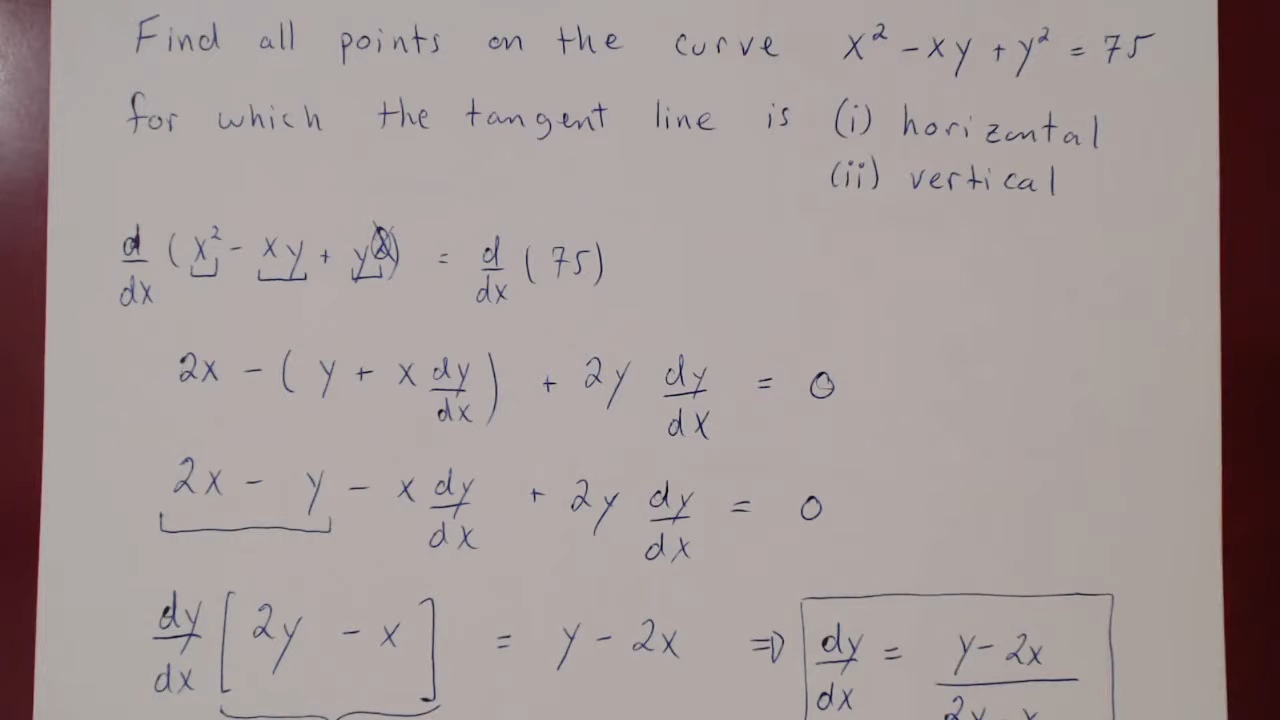 Find all points on the curve x² - xy + y² = 75
for which the tangent line is (i) horizontal
(ii) vertical
d/dx (x² - xy + y²) = d/dx (75)
2x - (y + x dy/dx) + 2y dy/dx = 0
2x - y - x dy/dx + 2y dy/dx = 0
dy/dx [2y - x] = y - 2x ⇒ dy/dx = y - 2x / 2y - x